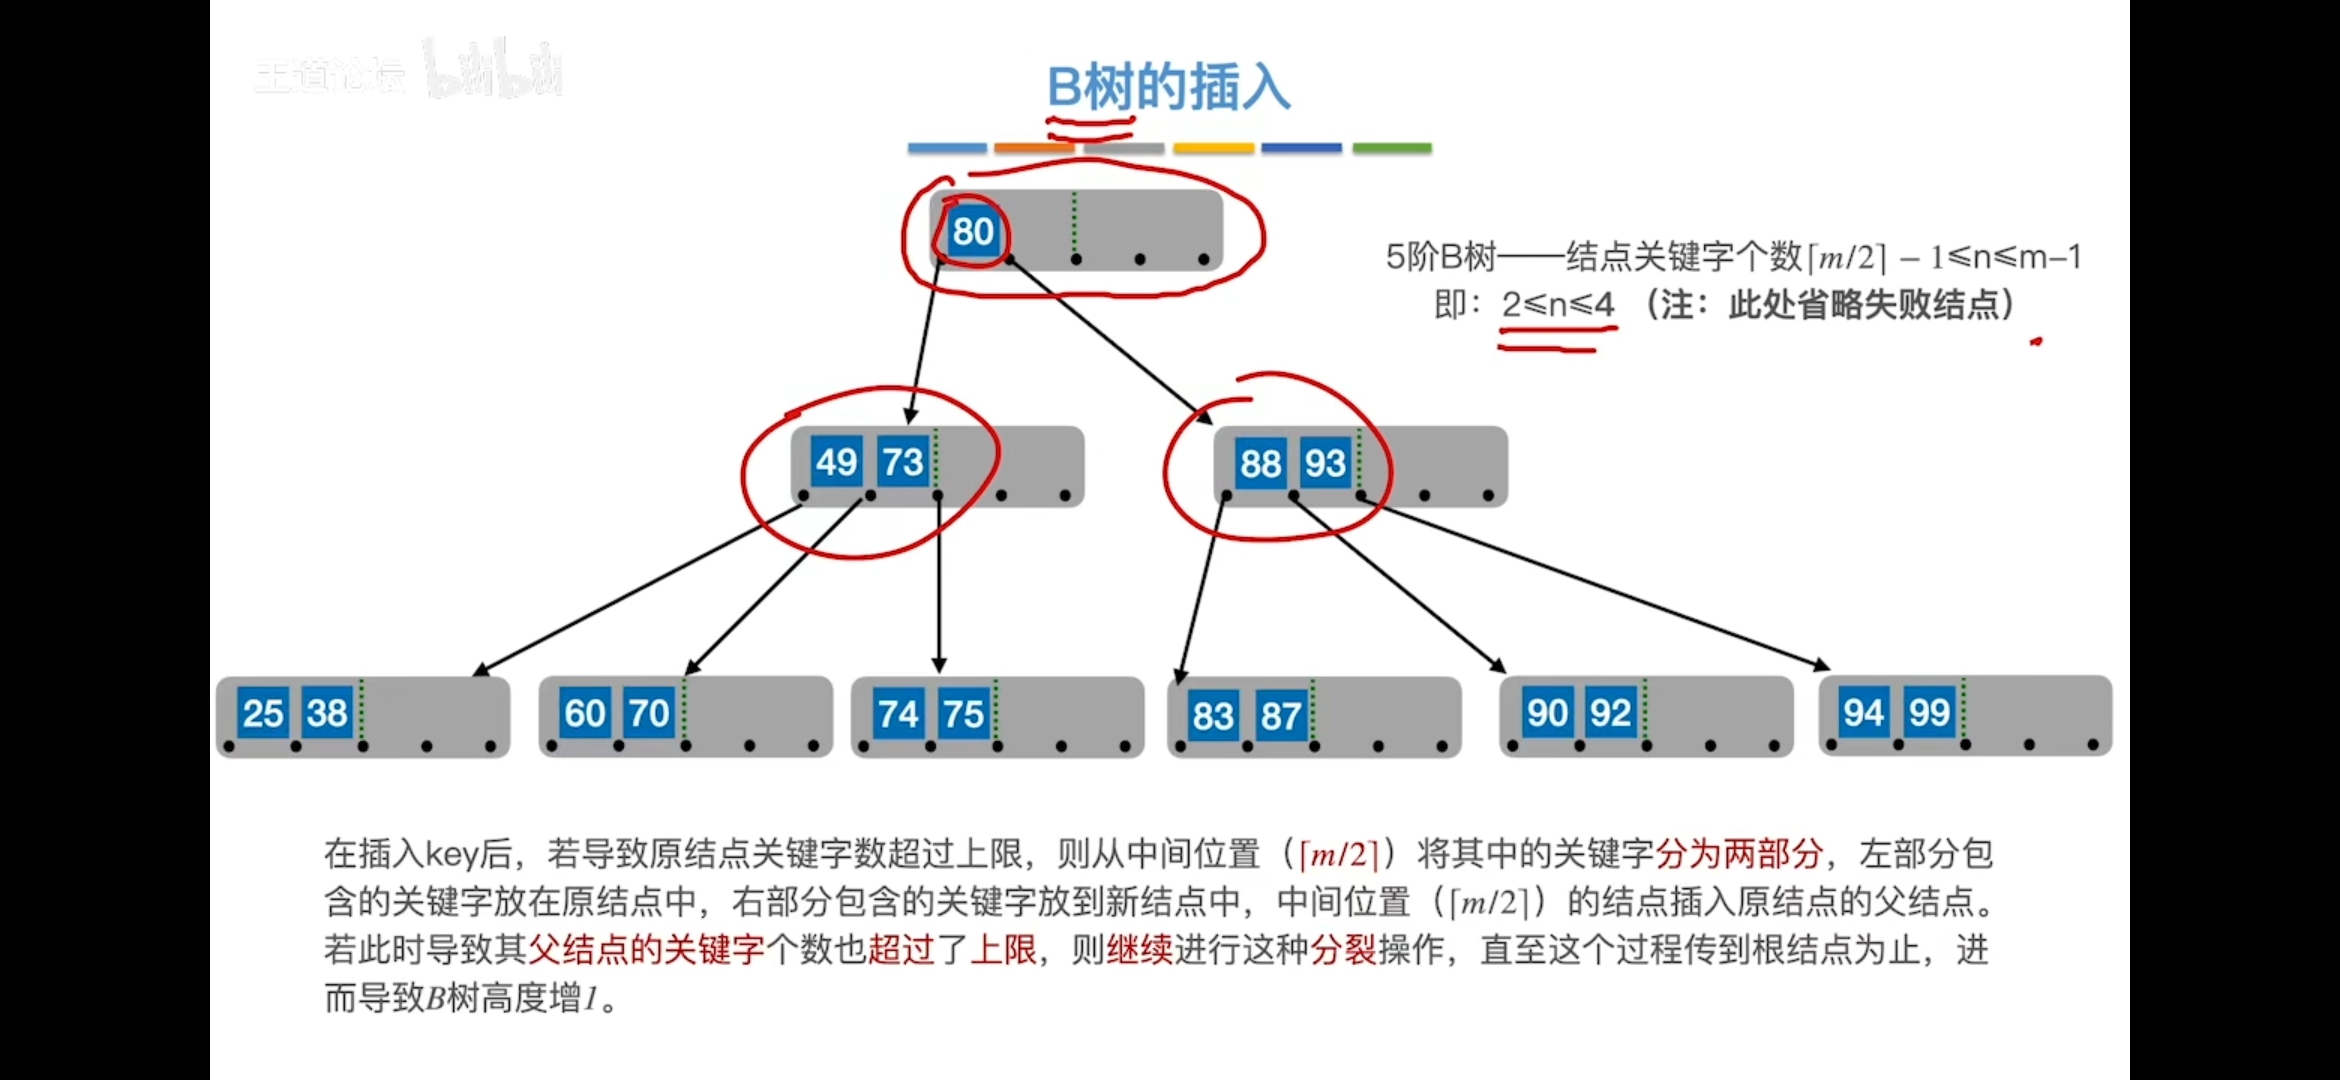 王道论坛 bilibili
B树的插入
80
5阶B树——结点关键字个数⌈m/2⌉ – 1≤n≤m–1
即：2≤n≤4 （注：此处省略失败结点）
49 73
88 93
25 38
60 70
74 75
83 87
90 92
94 99
在插入key后，若导致原结点关键字数超过上限，则从中间位置（⌈m/2⌉）将其中的关键字分为两部分，左部分包
含的关键字放在原结点中，右部分包含的关键字放到新结点中，中间位置（⌈m/2⌉）的结点插入原结点的父结点。
若此时导致其父结点的关键字个数也超过了上限，则继续进行这种分裂操作，直至这个过程传到根结点为止，进
而导致B树高度增1。